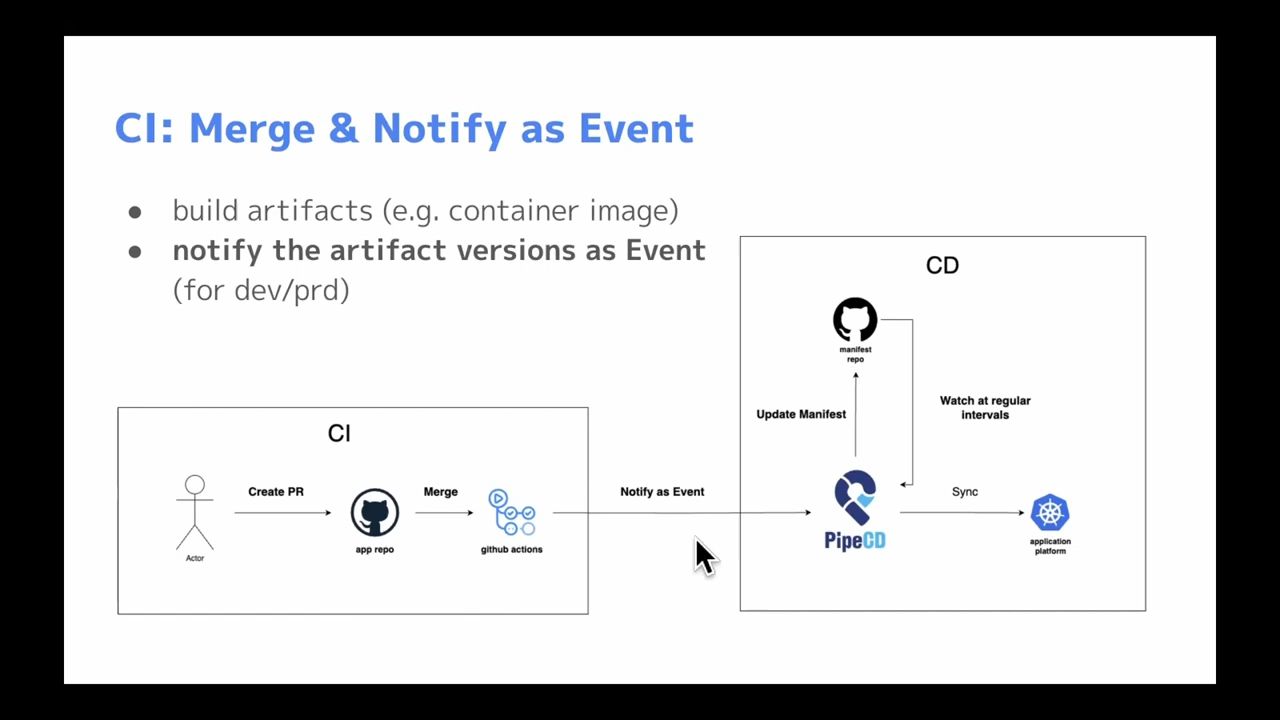 CI: Merge & Notify as Event
● build artifacts (e.g. container image)
● notify the artifact versions as Event
(for dev/prd)
CI
Create PR
Merge
Actor
app repo
github actions
Notify as Event
CD
manifest
repo
Update Manifest
Watch at regular
intervals
PipeCD
Sync
application
platform